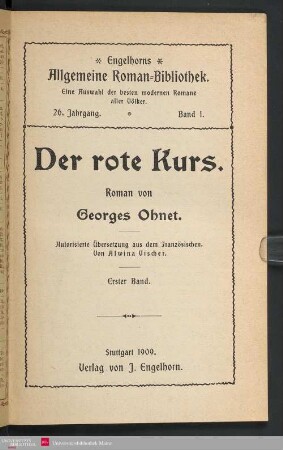 * Engelhorns *
Allgemeine Roman-Bibliothek.
Eine Auswahl der besten modernen Romane
aller Völker.
26. Jahrgang. * Band 1.
Der rote Kurs.
Roman von
Georges Ohnet.
Autorisierte Übersetzung aus dem Französischen.
Von Alwina Vischer.
Erster Band.
Stuttgart 1909.
Verlag von J. Engelhorn.
Universitätsbibliothek Mainz